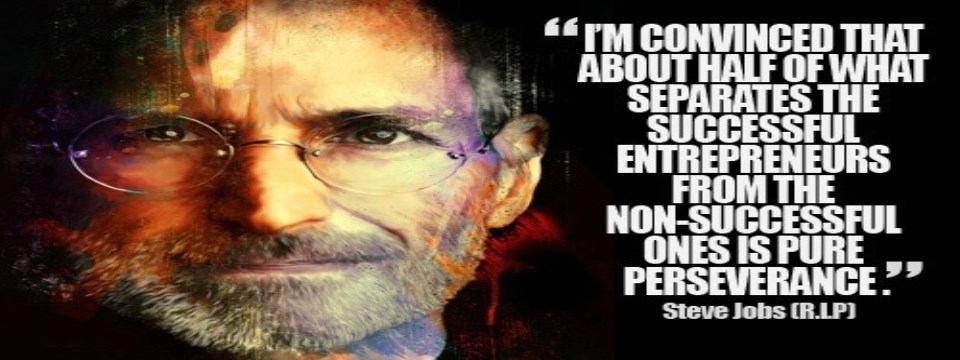 “I’M CONVINCED THAT
ABOUT HALF OF WHAT
SEPARATES THE
SUCCESSFUL
ENTREPRENEURS
FROM THE
NON-SUCCESSFUL
ONES IS PURE
PERSEVERANCE.”
Steve Jobs (R.I.P)